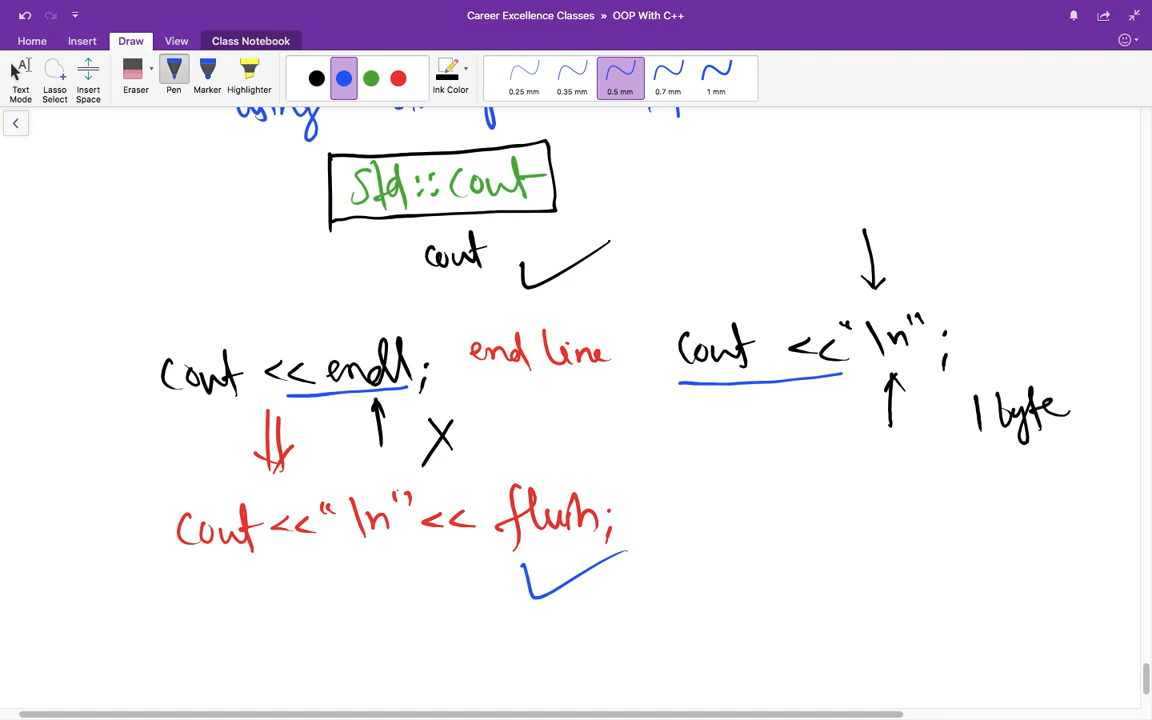 Career Excellence Classes » OOP With C++
Home Insert Draw View Class Notebook
Text Mode
Lasso Select
Insert Space
Eraser
Pen
Marker
Highlighter
Ink Color
0.25 mm
0.35 mm
0.5 mm
0.7 mm
1 mm
using
std::cout
cout
cout << endl;
end line
cout << "\n";
1 byte
X
cout<<"\n"<< flush;